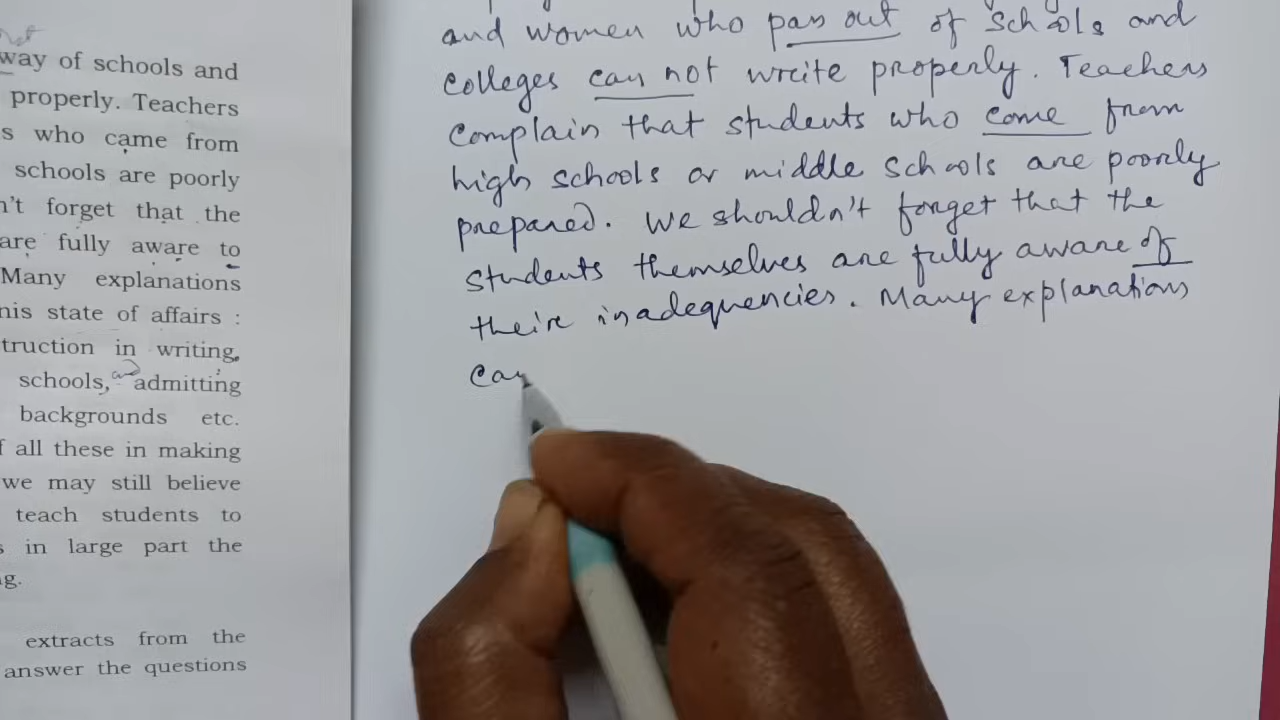 way of schools and
properly. Teachers
s who came from
schools are poorly
n't forget that the
are fully aware to
Many explanations
his state of affairs :
truction in writing,
schools, and admitting
backgrounds etc.
f all these in making
we may still believe
teach students to
s in large part the
ng.
extracts from the
answer the questions
and women who pass out of schools and
colleges can not write properly. Teachers
complain that students who come from
high schools or middle schools are poorly
prepared. We shouldn't forget that the
students themselves are fully aware of
their inadequencies. Many explanations
can